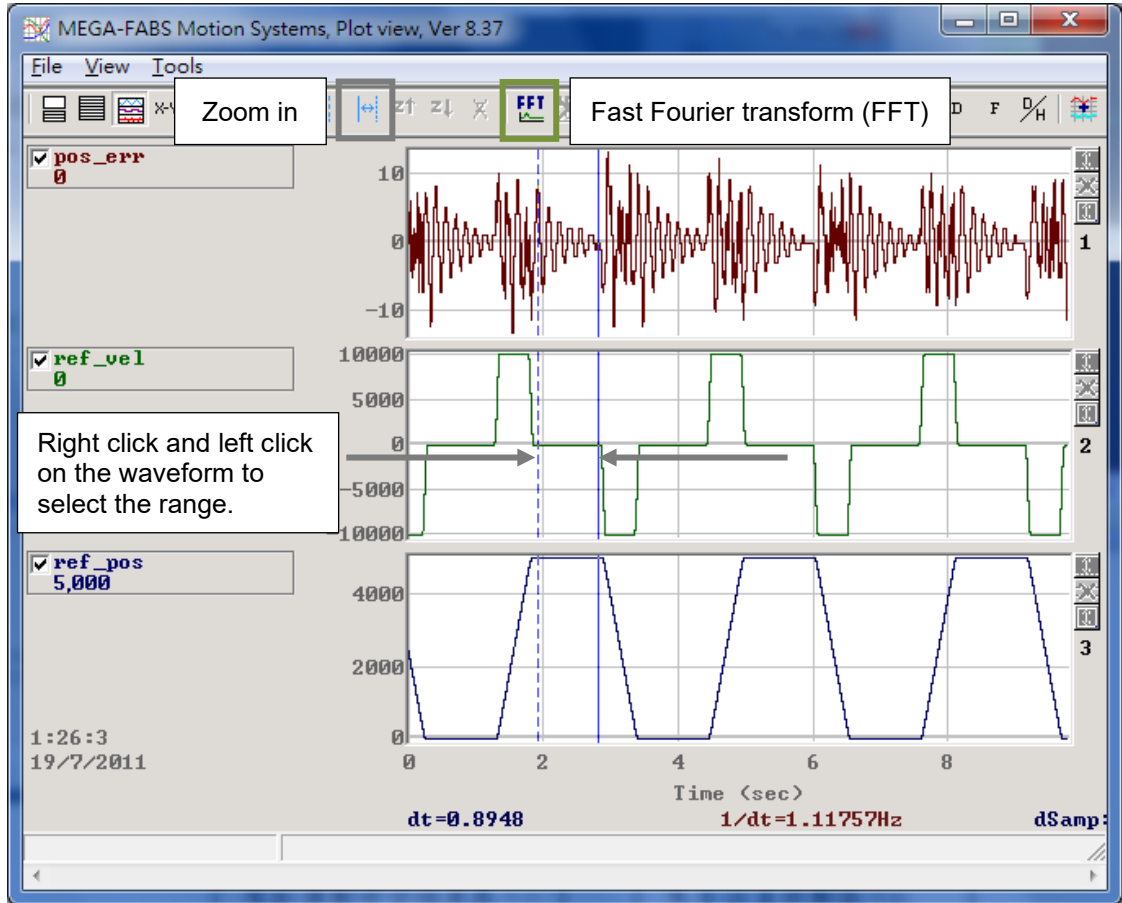 MEGA-FABS Motion Systems, Plot view, Ver 8.37
File View Tools
Zoom in
FFT
Fast Fourier transform (FFT)
D F D/H
pos_err
0
10
0
-10
1
ref_vel
0
10000
5000
0
-5000
-10000
2
Right click and left click
on the waveform to
select the range.
ref_pos
5,000
4000
2000
0
3
1:26:3
19/7/2011
0 2 4 6 8
Time (sec)
dt=0.8948 1/dt=1.11757Hz dSamp: